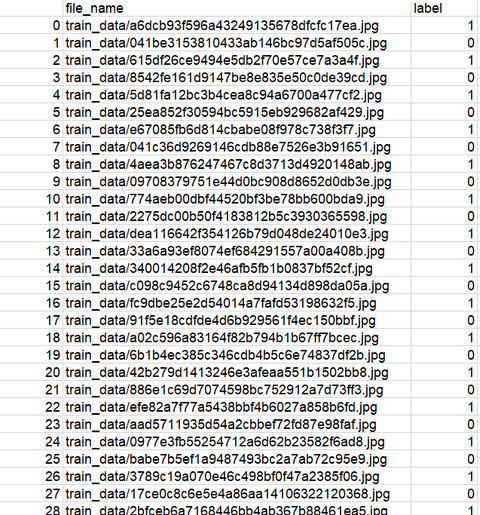 file_name label
0 train_data/a6dcb93f596a43249135678dfcfc17ea.jpg 1
1 train_data/041be3153810433ab146bc97d5af505c.jpg 0
2 train_data/615df26ce9494e5db2f70e57ce7a3a4f.jpg 1
3 train_data/8542fe161d9147be8e835e50c0de39cd.jpg 0
4 train_data/5d81fa12bc3b4cea8c94a6700a477cf2.jpg 1
5 train_data/25ea852f30594bc5915eb929682af429.jpg 0
6 train_data/e67085fb6d814cbabe08f978c738f3f7.jpg 1
7 train_data/041c36d9269146cdb88e7526e3b91651.jpg 0
8 train_data/4aea3b876247467c8d3713d4920148ab.jpg 1
9 train_data/09708379751e44d0bc908d8652d0db3e.jpg 0
10 train_data/774aeb00dbf44520bf3be78bb600bda9.jpg 1
11 train_data/2275dc00b50f4183812b5c3930365598.jpg 0
12 train_data/dea116642f354126b79d048de24010e3.jpg 1
13 train_data/33a6a93ef8074ef684291557a00a408b.jpg 0
14 train_data/340014208f2e46afb5fb1b0837bf52cf.jpg 1
15 train_data/c098c9452c6748ca8d94134d898da05a.jpg 0
16 train_data/fc9dbe25e2d54014a7fafd53198632f5.jpg 1
17 train_data/91f5e18cdfde4d6b929561f4ec150bbf.jpg 0
18 train_data/a02c596a83164f82b794b1b67ff7bcec.jpg 1
19 train_data/6b1b4ec385c346cdb4b5c6e74837df2b.jpg 0
20 train_data/42b279d1413246e3afeaa551b1502bb8.jpg 1
21 train_data/886e1c69d7074598bc752912a7d73ff3.jpg 0
22 train_data/efe82a7f77a5438bbf4b6027a858b6fd.jpg 1
23 train_data/aad5711935d54a2cbbef72fd87e98faf.jpg 0
24 train_data/0977e3fb55254712a6d62b23582f6ad8.jpg 1
25 train_data/babe7b5ef1a9487493bc2a7ab72c95e9.jpg 0
26 train_data/3789c19a070e46c498bf0f47a2385f06.jpg 1
27 train_data/17ce0c8c6e5e4a86aa14106322120368.jpg 0
28 train_data/2bfceb6a7168446bb4ab367b88461ea5.jpg 1